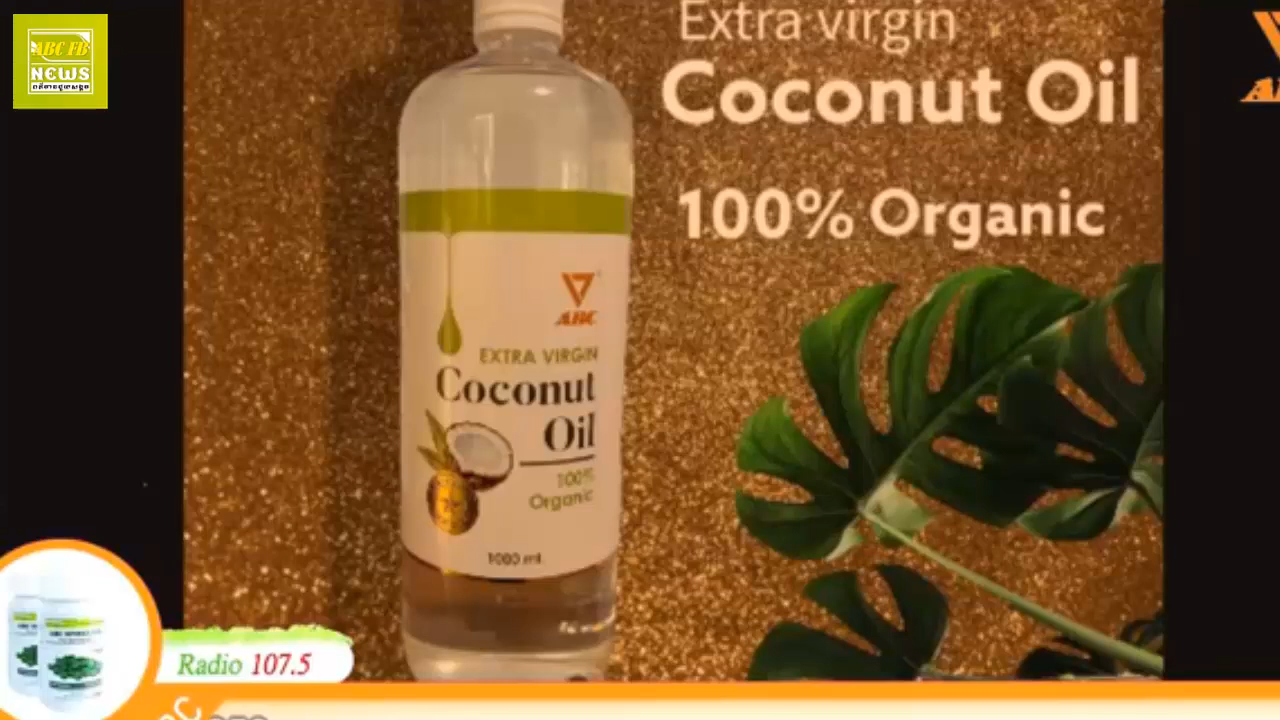 ABC FB
NEWS
Extra virgin
Coconut Oil
100% Organic
ABC
EXTRA VIRGIN
Coconut
Oil
100%
Organic
1000 ml
Radio 107.5